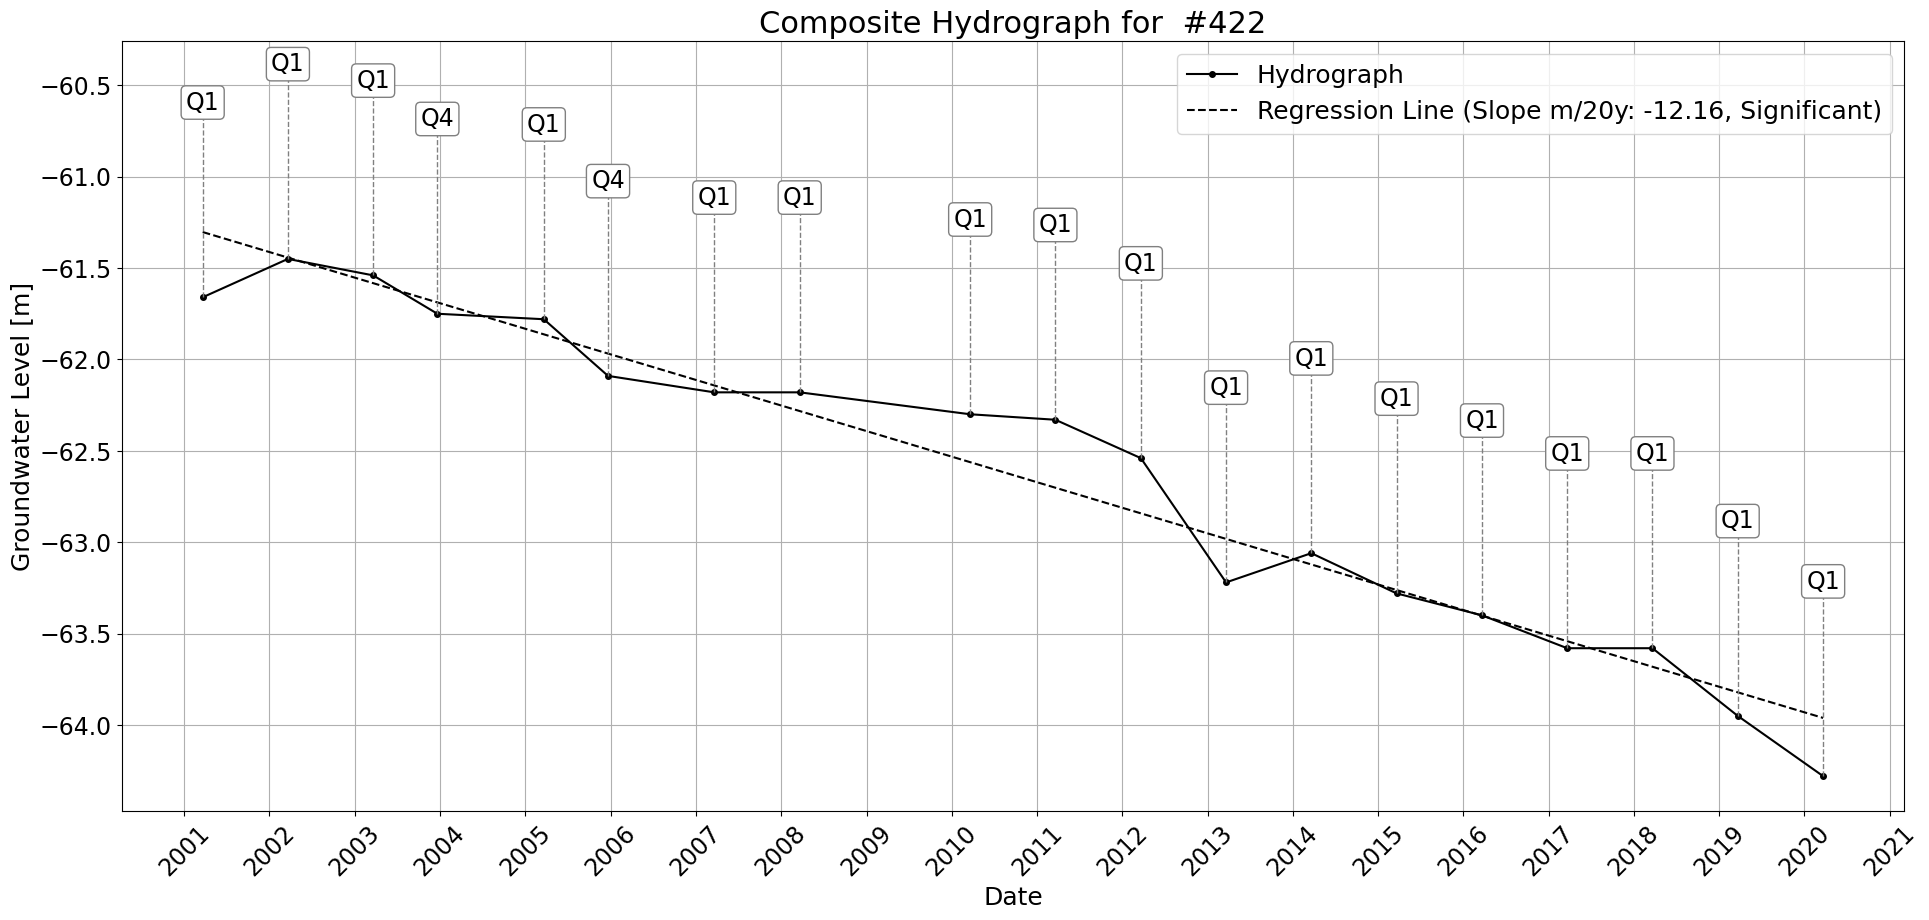 Composite Hydrograph for  #422
Hydrograph
Regression Line (Slope m/20y: -12.16, Significant)
Groundwater Level [m]
−60.5
−61.0
−61.5
−62.0
−62.5
−63.0
−63.5
−64.0
Q1
Q1
Q1
Q4
Q1
Q4
Q1
Q1
Q1
Q1
Q1
Q1
Q1
Q1
Q1
Q1
Q1
Q1
Q1
2001
2002
2003
2004
2005
2006
2007
2008
2009
2010
2011
2012
2013
2014
2015
2016
2017
2018
2019
2020
2021
Date